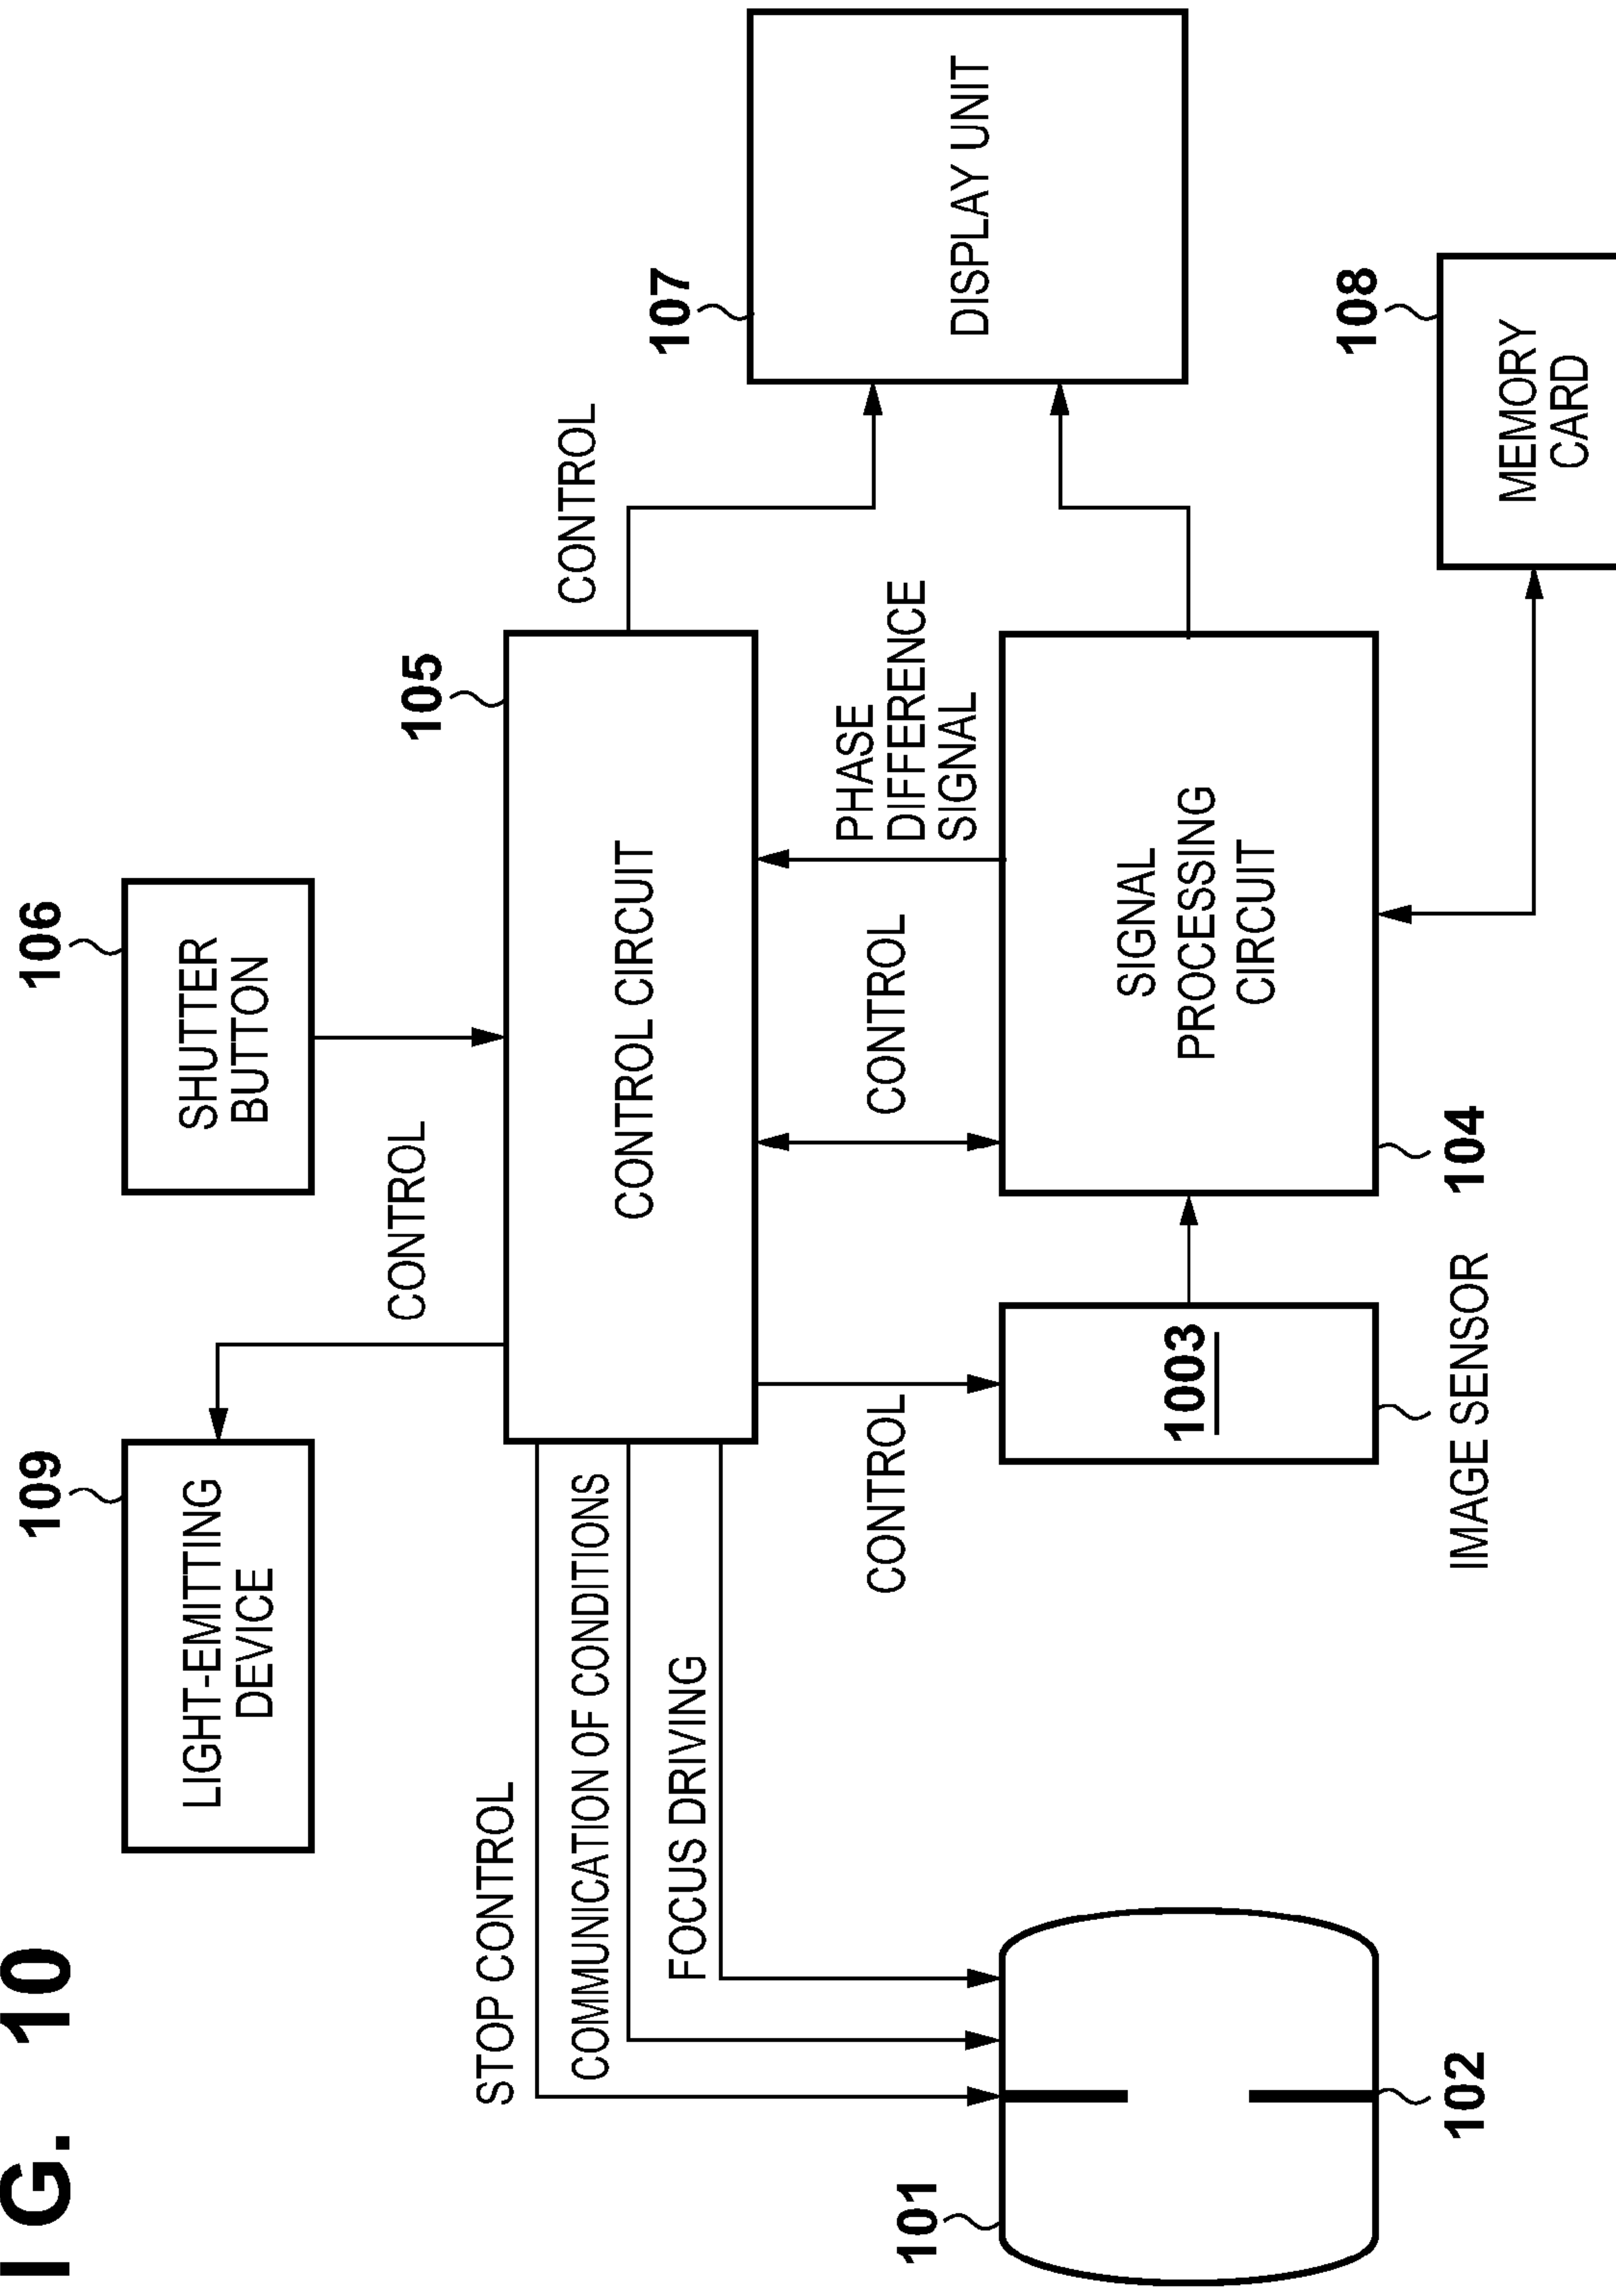 IG. 10
109
LIGHT-EMITTING
DEVICE
106
SHUTTER
BUTTON
CONTROL
105
CONTROL CIRCUIT
CONTROL
STOP CONTROL
COMMUNICATION OF CONDITIONS
FOCUS DRIVING
CONTROL
CONTROL
PHASE
DIFFERENCE
SIGNAL
107
DISPLAY UNIT
101
102
1003
IMAGE SENSOR
SIGNAL
PROCESSING
CIRCUIT
104
108
MEMORY
CARD